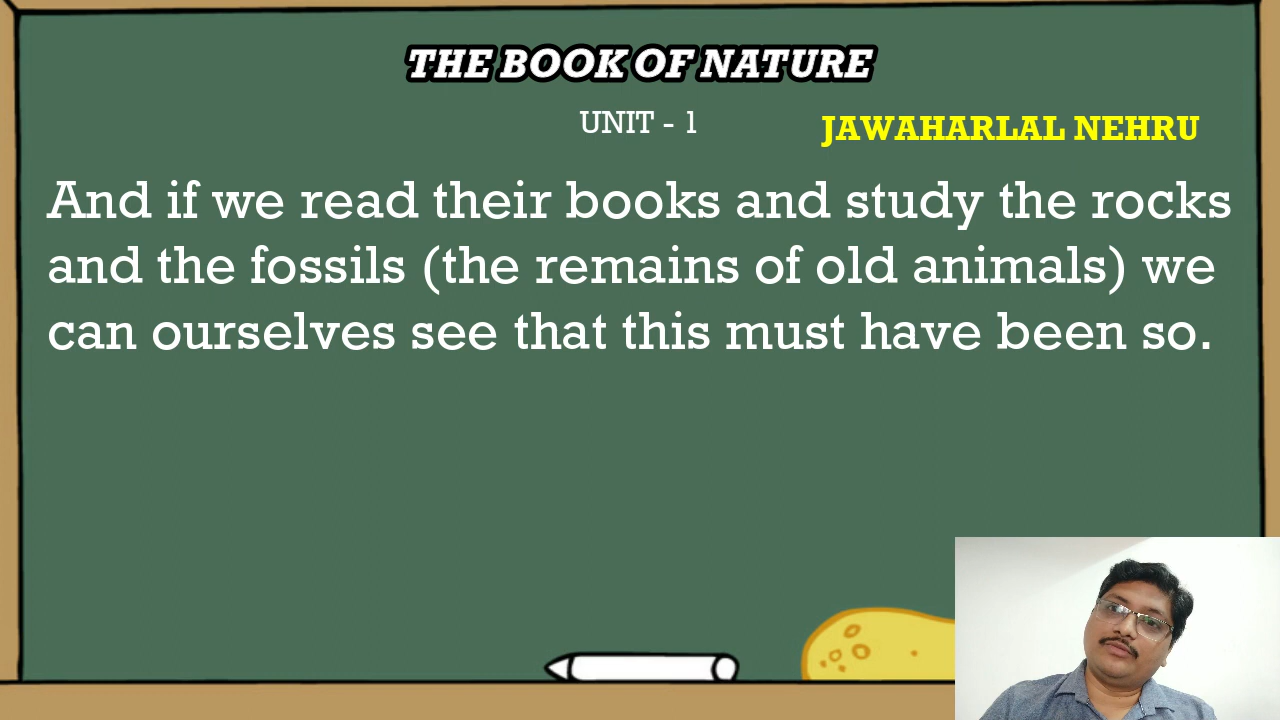 THE BOOK OF NATURE
UNIT - 1
JAWAHARLAL NEHRU
And if we read their books and study the rocks
and the fossils (the remains of old animals) we
can ourselves see that this must have been so.